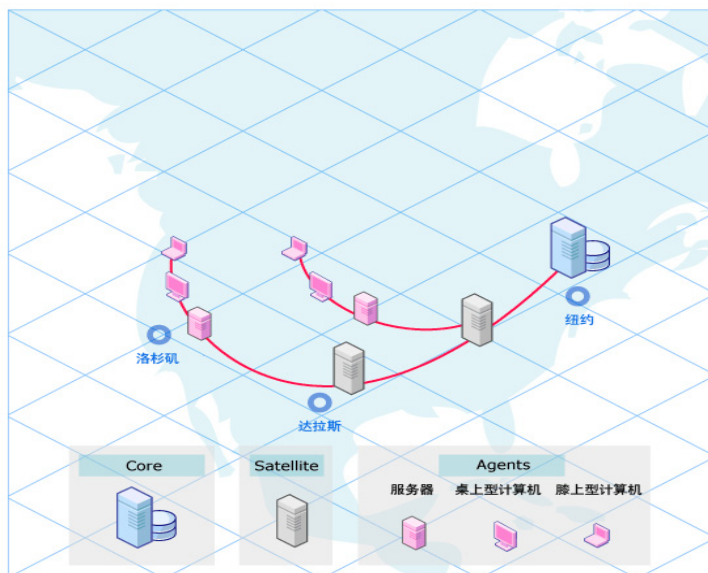 纽约
洛杉矶
达拉斯
Core
Satellite
Agents
服务器 桌上型计算机 膝上型计算机